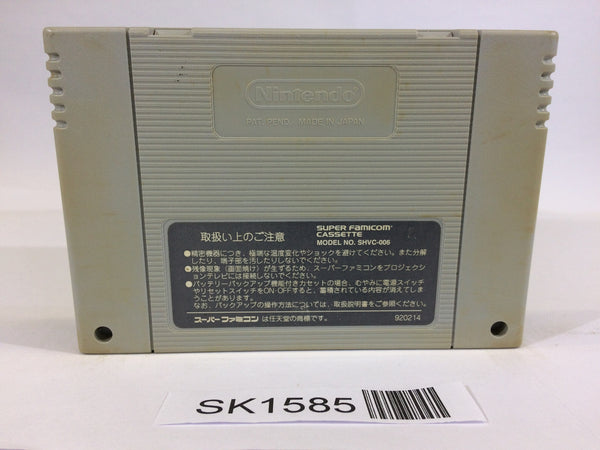 Nintendo
PAT. PEND. MADE IN JAPAN
取扱い上のご注意
SUPER FAMICOM
CASSETTE
MODEL NO. SHVC-006
●精密機器につき、極端な温度変化やショックを避けてください。また分解
したり、端子部を汚したりしないでください。
●残像現象（画面焼け）が生ずるため、スーパーファミコンをプロジェクシ
ョンテレビには接続しないでください。
●バッテリーバックアップ機能付きカセットの場合、むやみに電源スイッチ
やリセットスイッチをON-OFFすると、蓄積されている内容が消えてしま
うことがあります。
なお、バックアップの操作方法については、取扱説明書をご参照ください。
スーパーファミコン は任天堂の商標です。
920214
SK1585